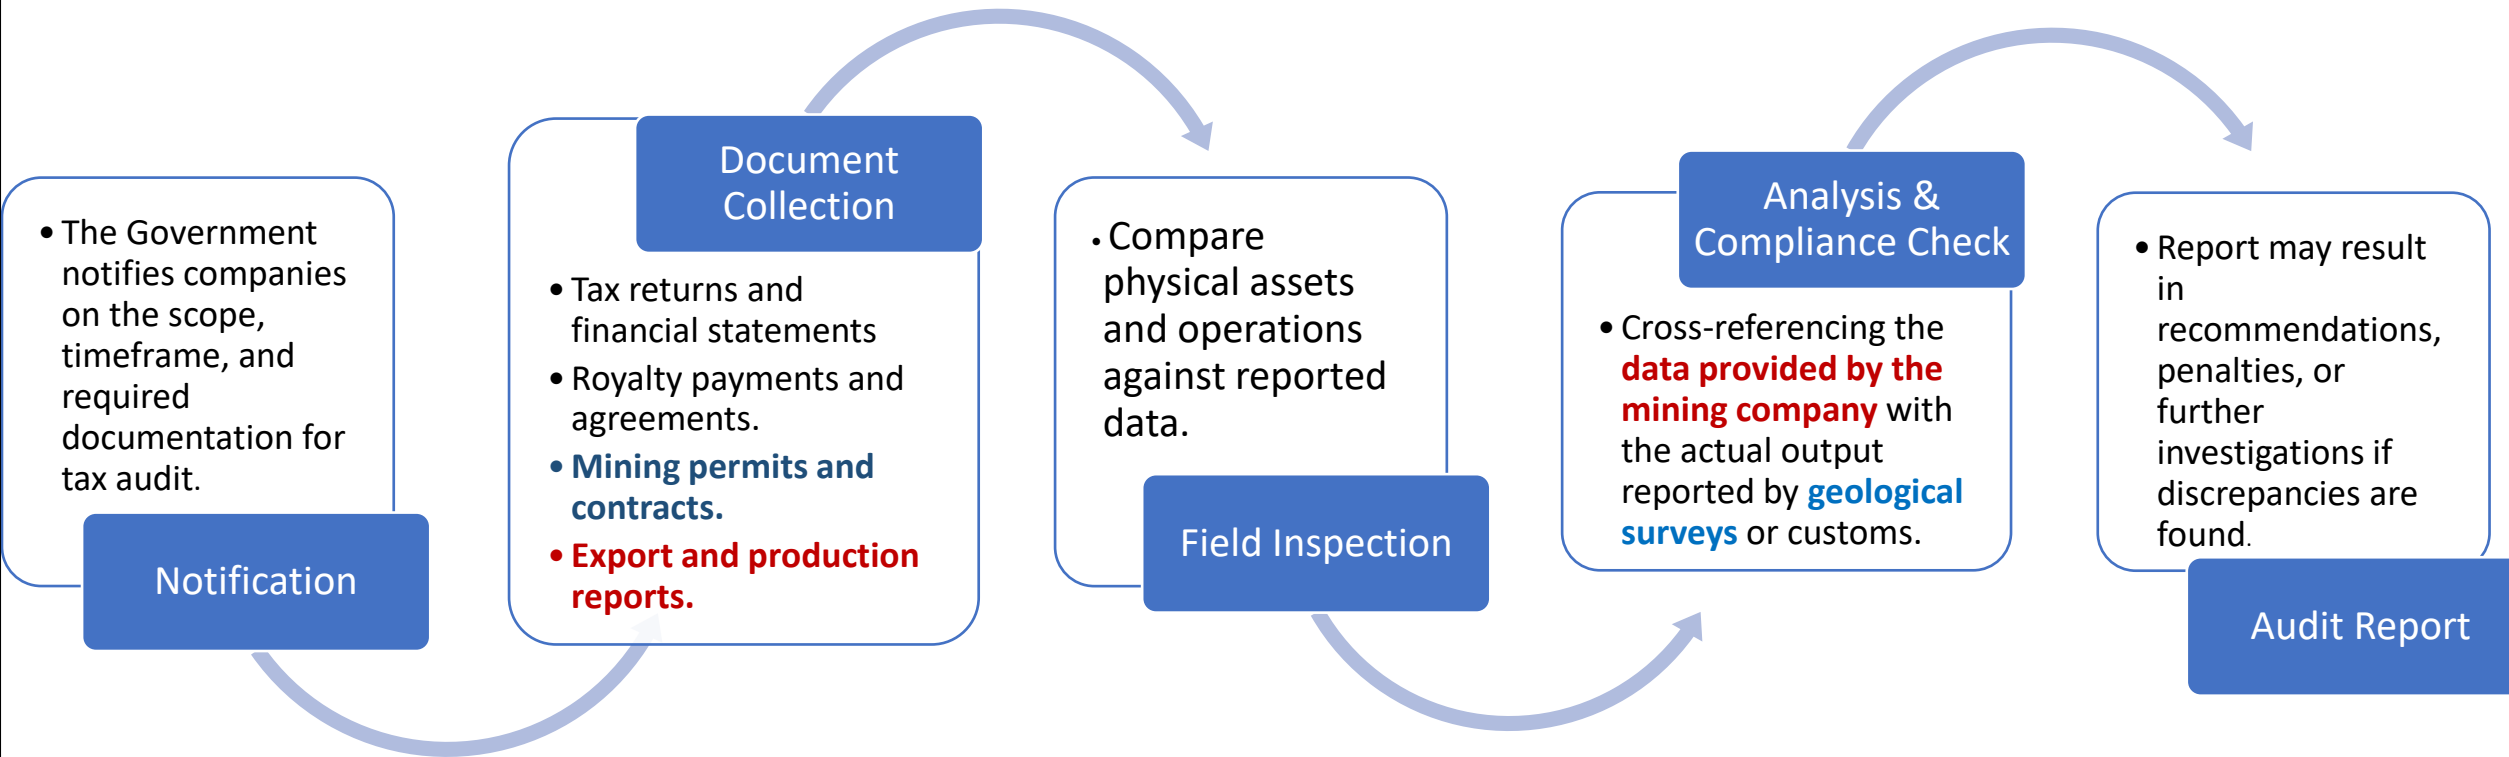 • The Government
notifies companies
on the scope,
timeframe, and
required
documentation for
tax audit.
Notification
Document
Collection
• Tax returns and
financial statements
• Royalty payments and
agreements.
• Mining permits and
contracts.
• Export and production
reports.
• Compare
physical assets
and operations
against reported
data.
Field Inspection
Analysis &
Compliance Check
• Cross-referencing the
data provided by the
mining company with
the actual output
reported by geological
surveys or customs.
• Report may result
in
recommendations,
penalties, or
further
investigations if
discrepancies are
found.
Audit Report